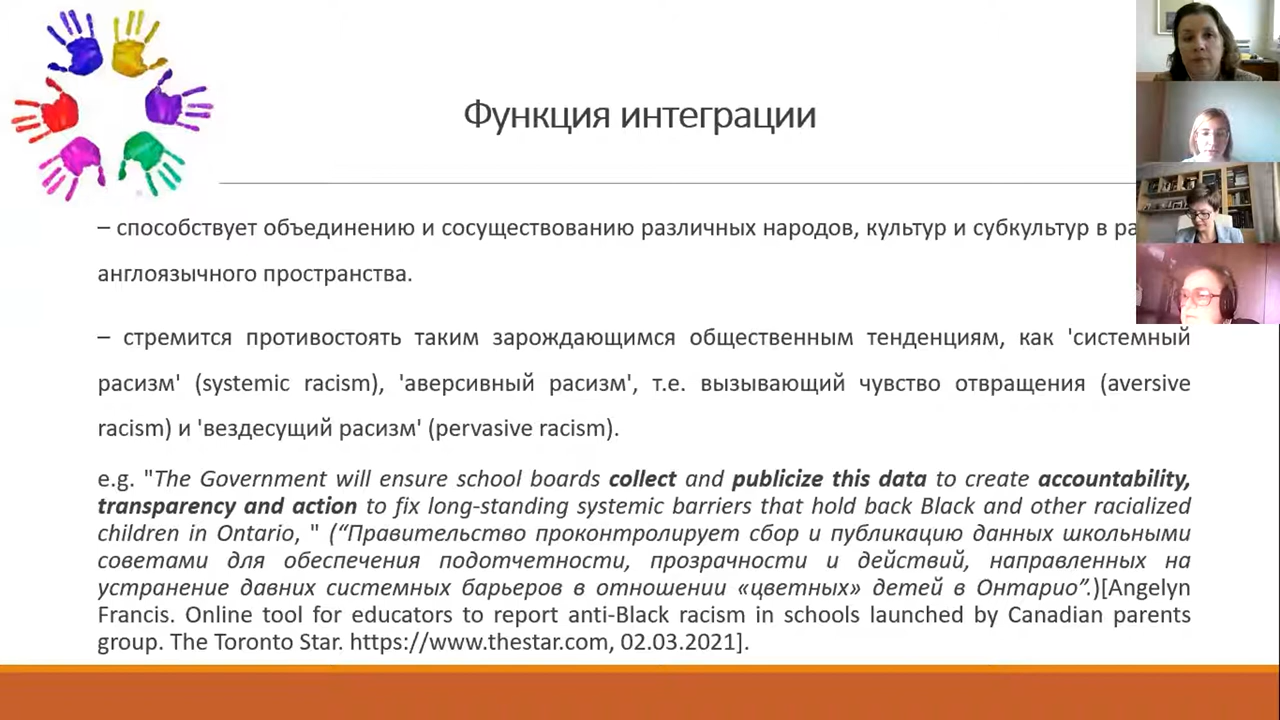 Функция интеграции
– способствует объединению и сосуществованию различных народов, культур и субкультур в
англоязычного пространства.
– стремится противостоять таким зарождающимся общественным тенденциям, как 'системный
расизм' (systemic racism), 'аверсивный расизм', т.е. вызывающий чувство отвращения (aversive
racism) и 'вездесущий расизм' (pervasive racism).
e.g. "The Government will ensure school boards collect and publicize this data to create accountability,
transparency and action to fix long-standing systemic barriers that hold back Black and other racialized
children in Ontario, " (“Правительство проконтролирует сбор и публикацию данных школьными
советами для обеспечения подотчетности, прозрачности и действий, направленных на
устранение давних системных барьеров в отношении «цветных» детей в Онтарио”.)[Angelyn
Francis. Online tool for educators to report anti-Black racism in schools launched by Canadian parents
group. The Toronto Star. https://www.thestar.com, 02.03.2021].